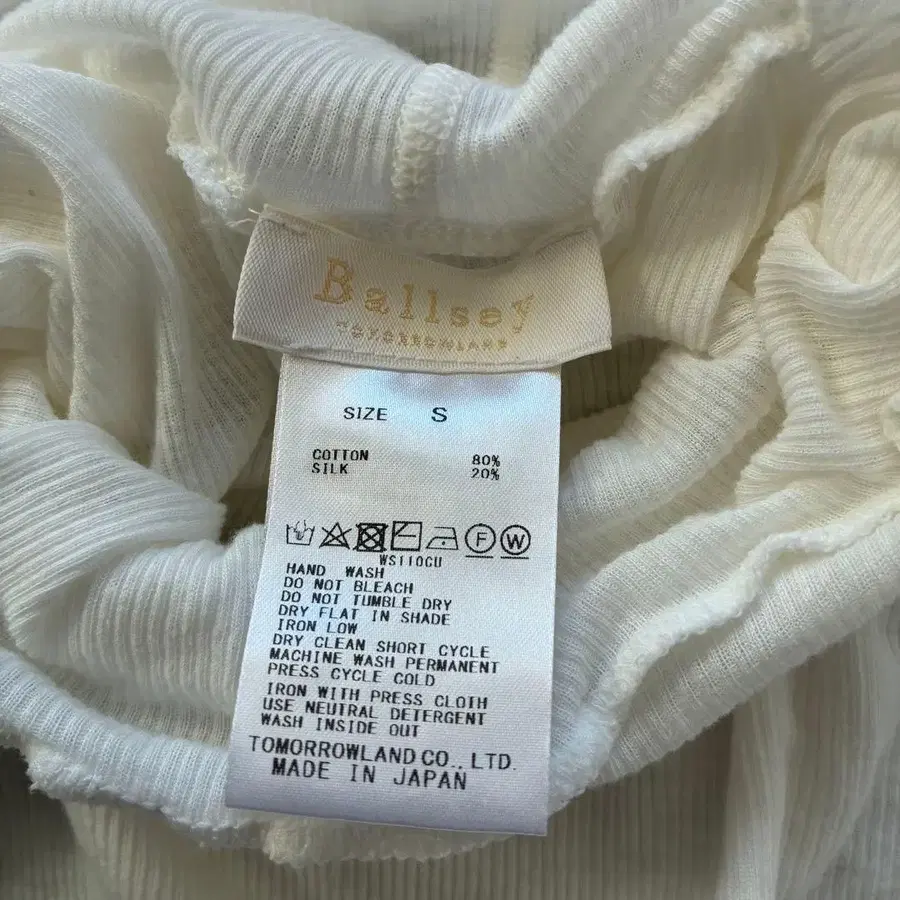 Ballsey
TOMORROWLAND
SIZE S
COTTON 80%
SILK 20%
F W
WS110CU
HAND WASH
DO NOT BLEACH
DO NOT TUMBLE DRY
DRY FLAT IN SHADE
IRON LOW
DRY CLEAN SHORT CYCLE
MACHINE WASH PERMANENT
PRESS CYCLE COLD
IRON WITH PRESS CLOTH
USE NEUTRAL DETERGENT
WASH INSIDE OUT
TOMORROWLAND CO., LTD.
MADE IN JAPAN